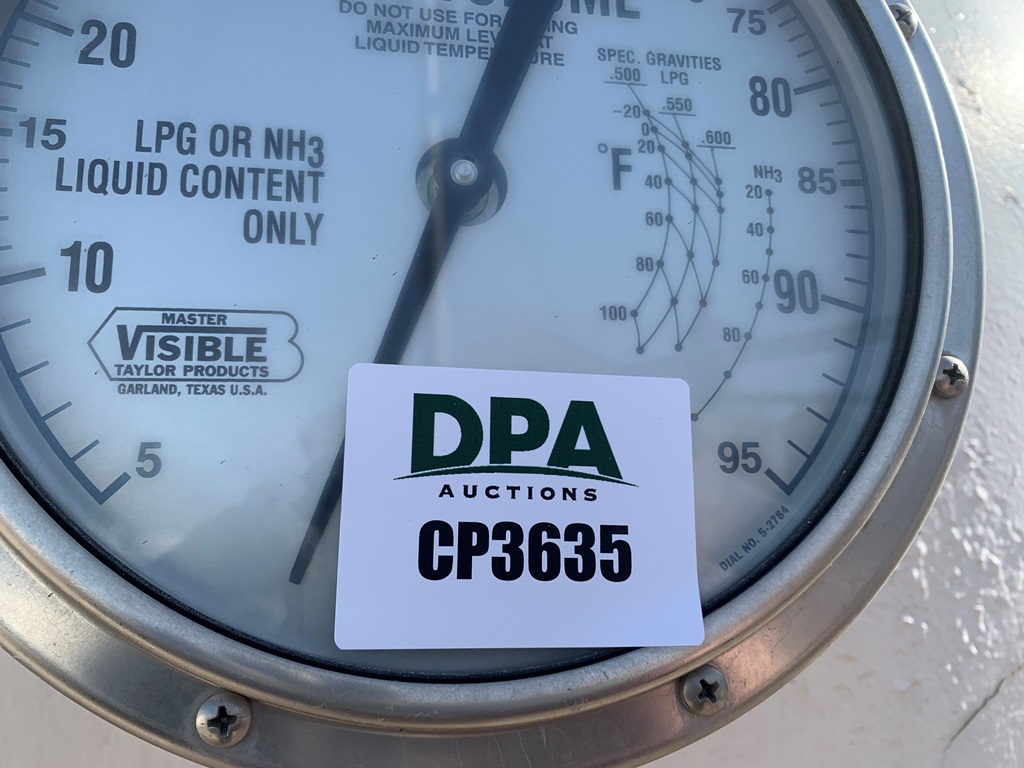 DO NOT USE FOR
MAXIMUM
LIQUID
20
15
10
5
LPG OR NH3
LIQUID CONTENT
ONLY
MASTER
VISIBLE
TAYLOR PRODUCTS
GARLAND, TEXAS U.S.A.
75
80
85
90
95
SPEC. GRAVITIES
.500 LPG
.550
.600
-20
0
20
40
60
80
100
°F
NH3
20
40
60
80
DIAL NO. 5-2784
DPA
AUCTIONS
CP3635